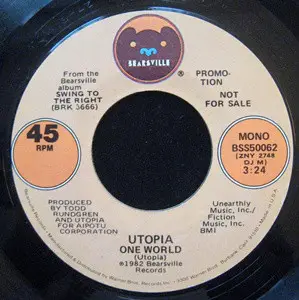 BEARSVILLE
®
From the
Bearsville
album
SWING TO
THE RIGHT
(BRK 3666)
PROMO-
TION
NOT
FOR SALE
45
RPM
MONO
BSS50062
(ZNY 2748
DJ M)
3:24
PRODUCED BY
TODD
RUNDGREN
AND UTOPIA
FOR AIPOTU
CORPORATION
Unearthly
Music, Inc./
Fiction
Music, Inc.
BMI
UTOPIA
ONE WORLD
(Utopia)
℗1982 Bearsville
Records